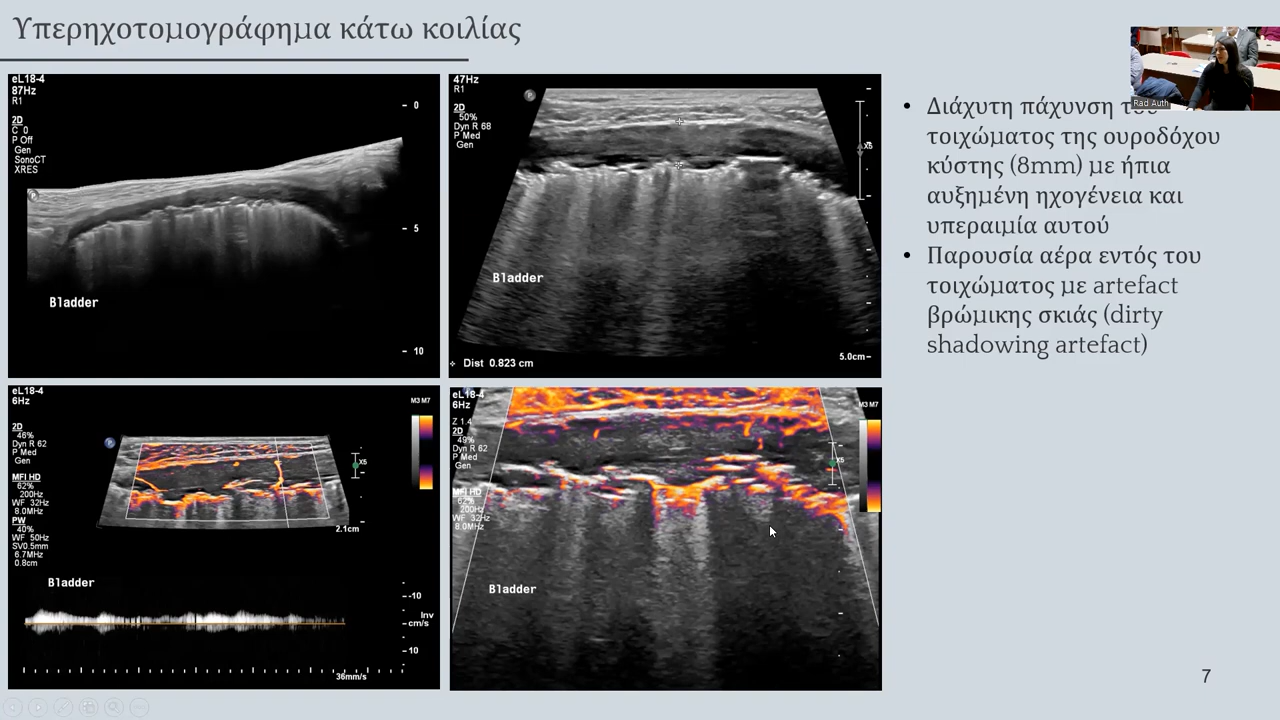 Υπερηχοτομογράφημα κάτω κοιλίας
eL18-4
87Hz
R1
2D
C 0
P Off
Gen
SonoCT
XRES
P
0
5
10
Bladder
47Hz
R1
2D
50%
Dyn R 68
P Med
Gen
P
X5
Bladder
Dist 0.823 cm
5.0cm
eL18-4
6Hz
2D
46%
Dyn R 62
P Med
Gen
MFI HD
62%
200Hz
WF 32Hz
8.0MHz
PW
40%
WF 50Hz
SV0.5mm
6.7MHz
0.8cm
M3 M7
X5
2.1cm
Bladder
-10
Inv
cm/s
10
36mm/s
eL18-4
6Hz
Z 1.4
2D
49%
Dyn R 62
P Med
Gen
MFI HD
62%
200Hz
WF 32Hz
8.0MHz
M3 M7
X5
Bladder
Rad Auth
• Διάχυτη πάχυνση
τοιχώματος της ουροδόχου
κύστης (8mm) με ήπια
αυξημένη ηχογένεια και
υπεραιμία αυτού
• Παρουσία αέρα εντός του
τοιχώματος με artefact
βρώμικης σκιάς (dirty
shadowing artefact)
7